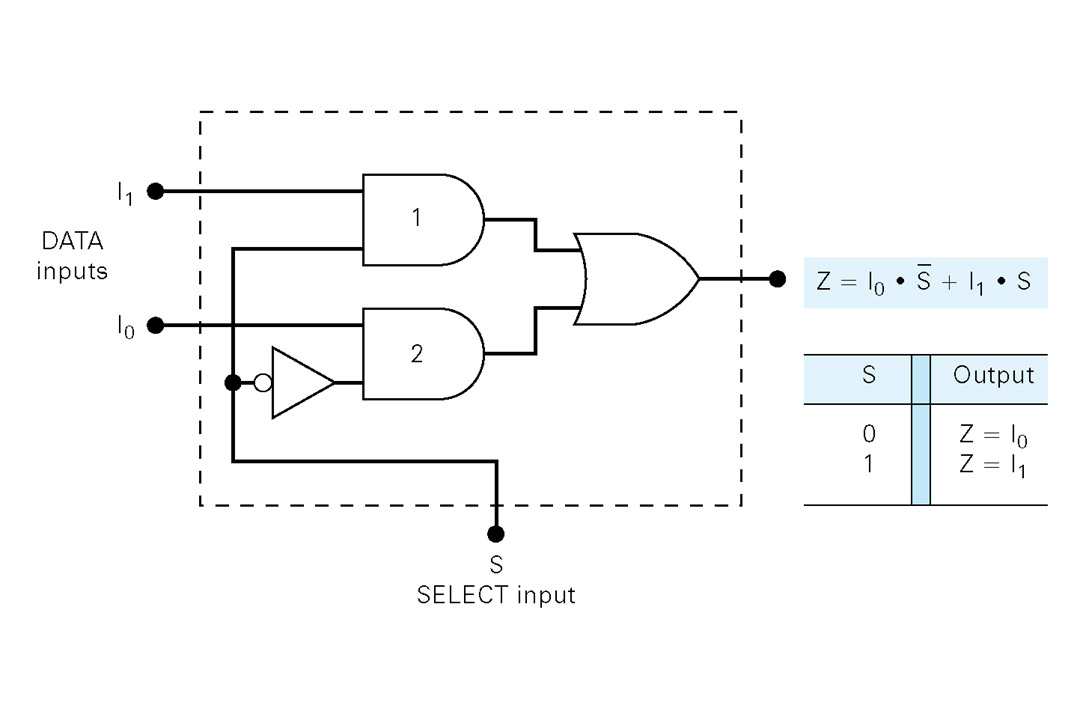 I₁
1
DATA
inputs
I₀
2
Z = I₀ • S̅ + I₁ • S
S Output
0 Z = I₀
1 Z = I₁
S
SELECT input